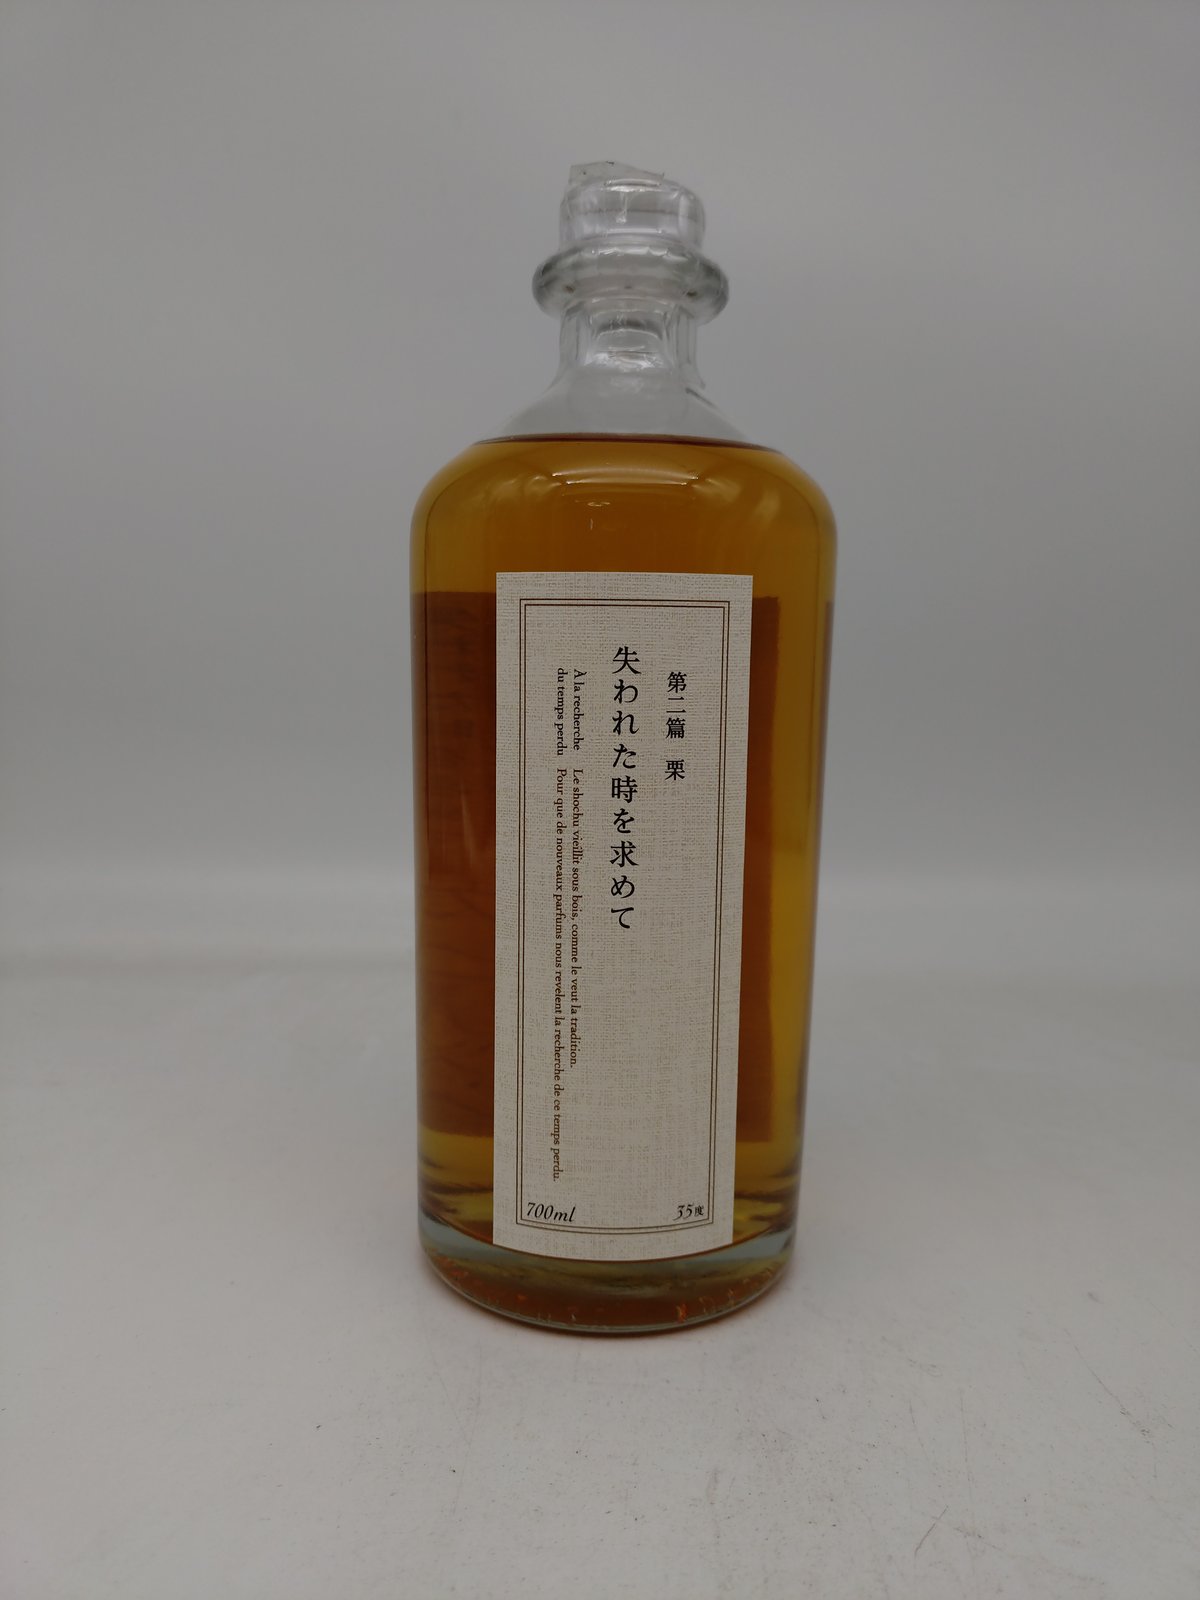 第二篇　栗
失われた時を求めて
À la recherche
du temps perdu
Le shochu vieillit sous bois, comme le veut la tradition.
Pour que de nouveaux parfums nous revelent la recherche de ce temps perdu.
700ml
35度